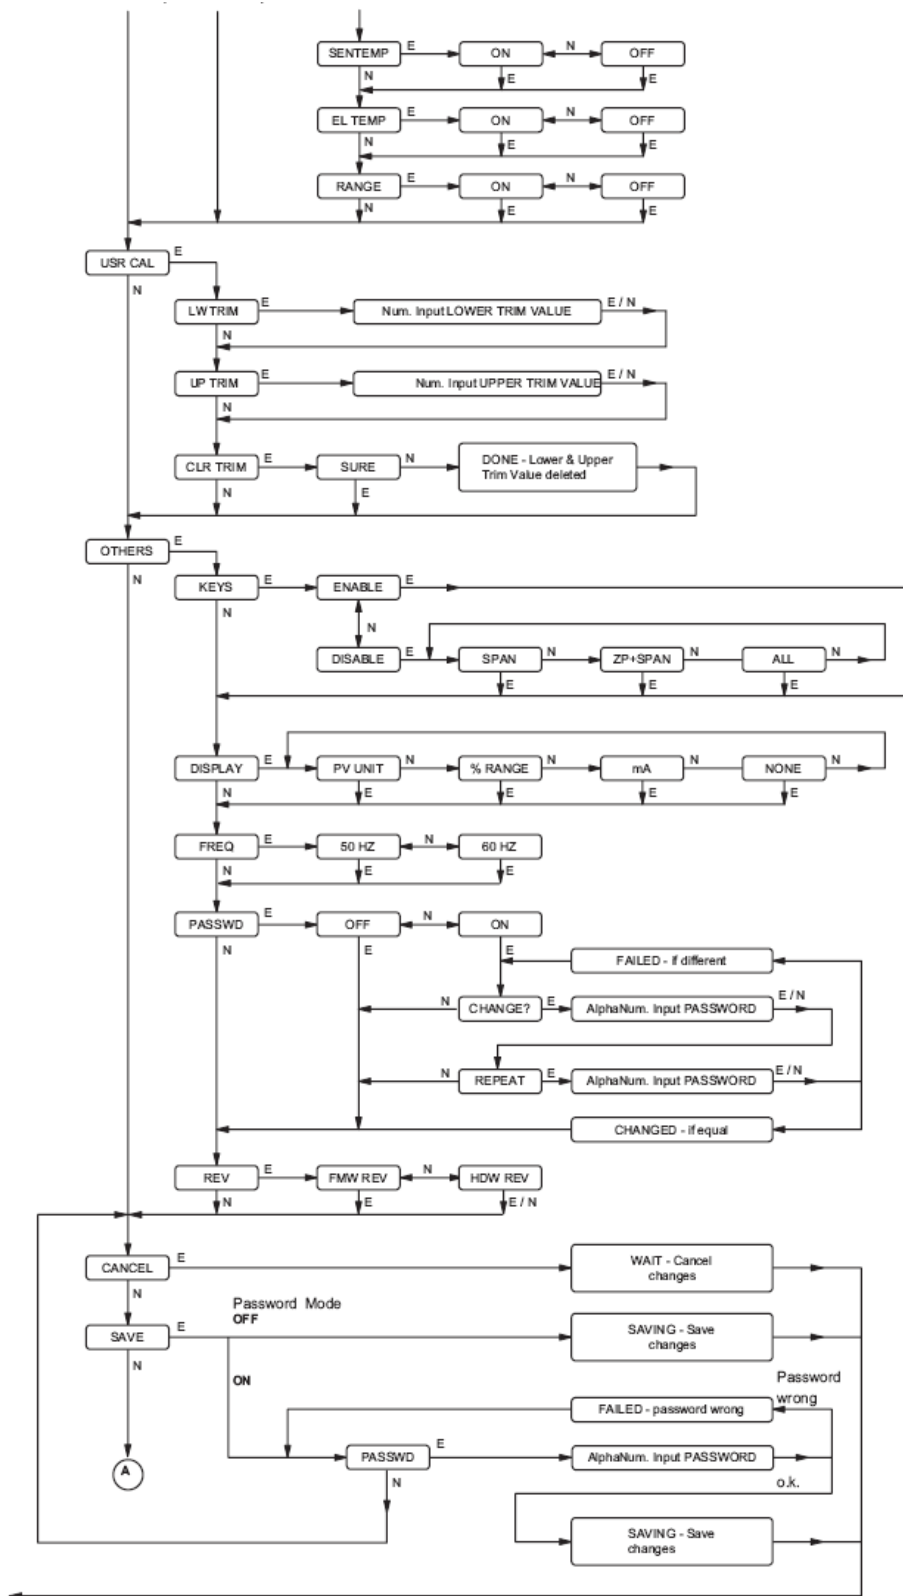 SENTEMP E ON N OFF
N E E
EL TEMP E ON N OFF
N E E
RANGE E ON N OFF
N E E
USR CAL E
N
LW TRIM E Num. Input LOWER TRIM VALUE E / N
N
UP TRIM E Num. Input UPPER TRIM VALUE E / N
N
CLR TRIM E SURE N DONE - Lower & Upper
Trim Value deleted
N E
OTHERS E
N
KEYS E ENABLE E
N N
DISABLE E SPAN N ZP+SPAN N ALL N
E E E
DISPLAY E PV UNIT N % RANGE N mA N NONE N
N E E E E
FREQ E 50 HZ N 60 HZ
N E E
PASSWD E OFF N ON
N E E
FAILED - If different
N CHANGE? E AlphaNum. Input PASSWORD E / N
N REPEAT E AlphaNum. Input PASSWORD E / N
CHANGED - if equal
REV E FMW REV N HDW REV
N E E / N
CANCEL E WAIT - Cancel
changes
N
Password Mode
OFF
SAVE E SAVING - Save
changes
N
ON
Password
wrong
FAILED - password wrong
PASSWD E AlphaNum. Input PASSWORD
A
N o.k.
SAVING - Save
changes